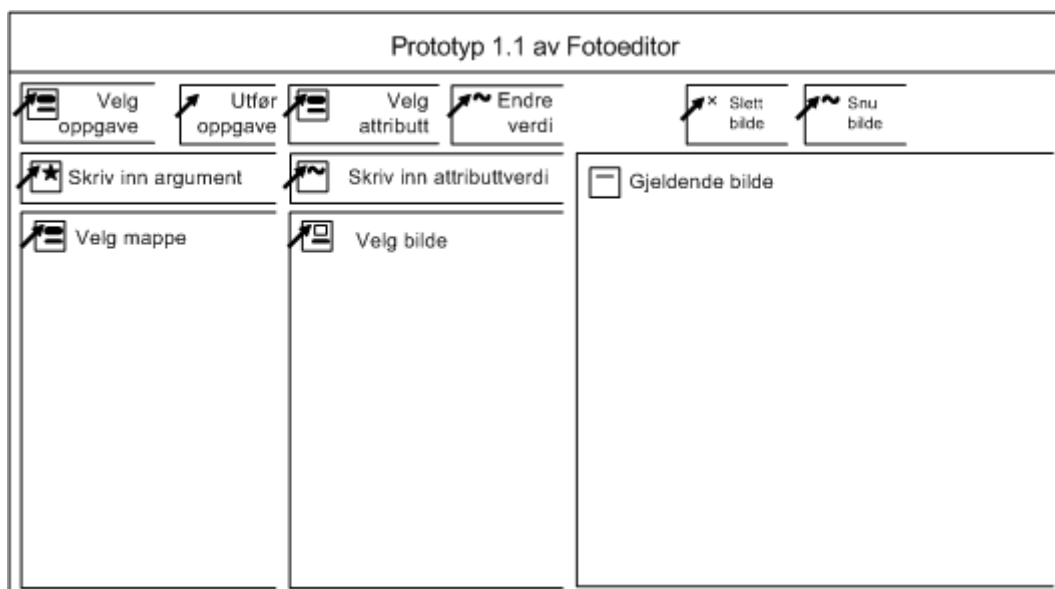 Prototyp 1.1 av Fotoeditor
Velg
oppgave
Utfør
oppgave
Velg
attributt
Endre
verdi
Slett
bilde
Snu
bilde
Skriv inn argument
Skriv inn attributtverdi
Gjeldende bilde
Velg mappe
Velg bilde